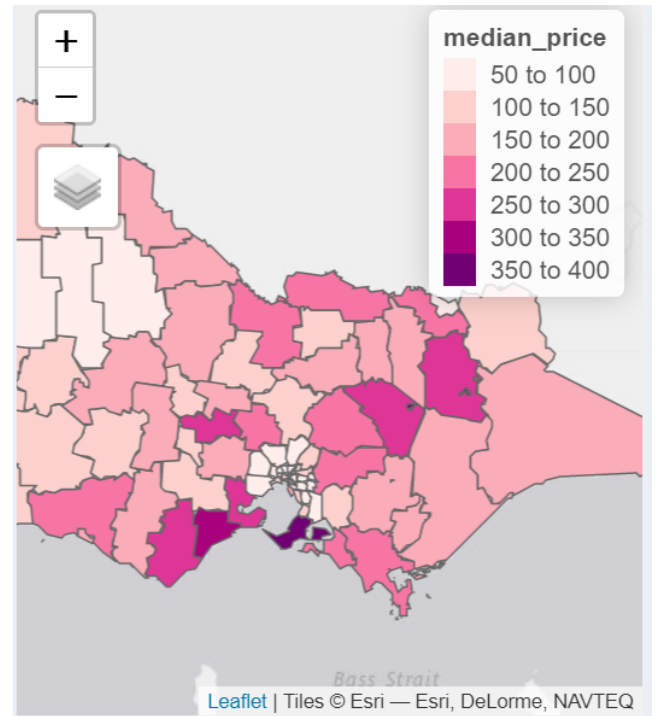 +
−
median_price
50 to 100
100 to 150
150 to 200
200 to 250
250 to 300
300 to 350
350 to 400
Bass Strait
Leaflet | Tiles © Esri — Esri, DeLorme, NAVTEQ